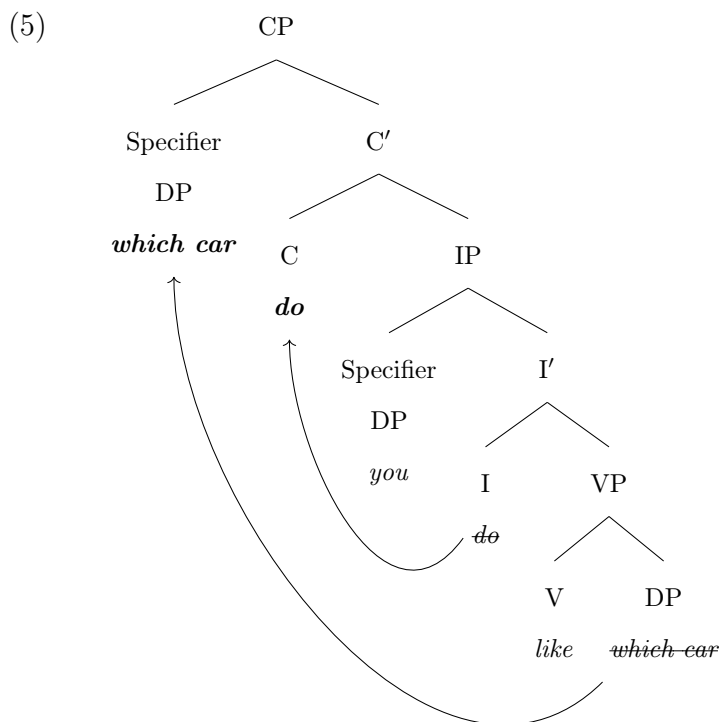 (5) CP
Specifier C′
DP
which car C IP
do
Specifier I′
DP
you I VP
do
V DP
like which car